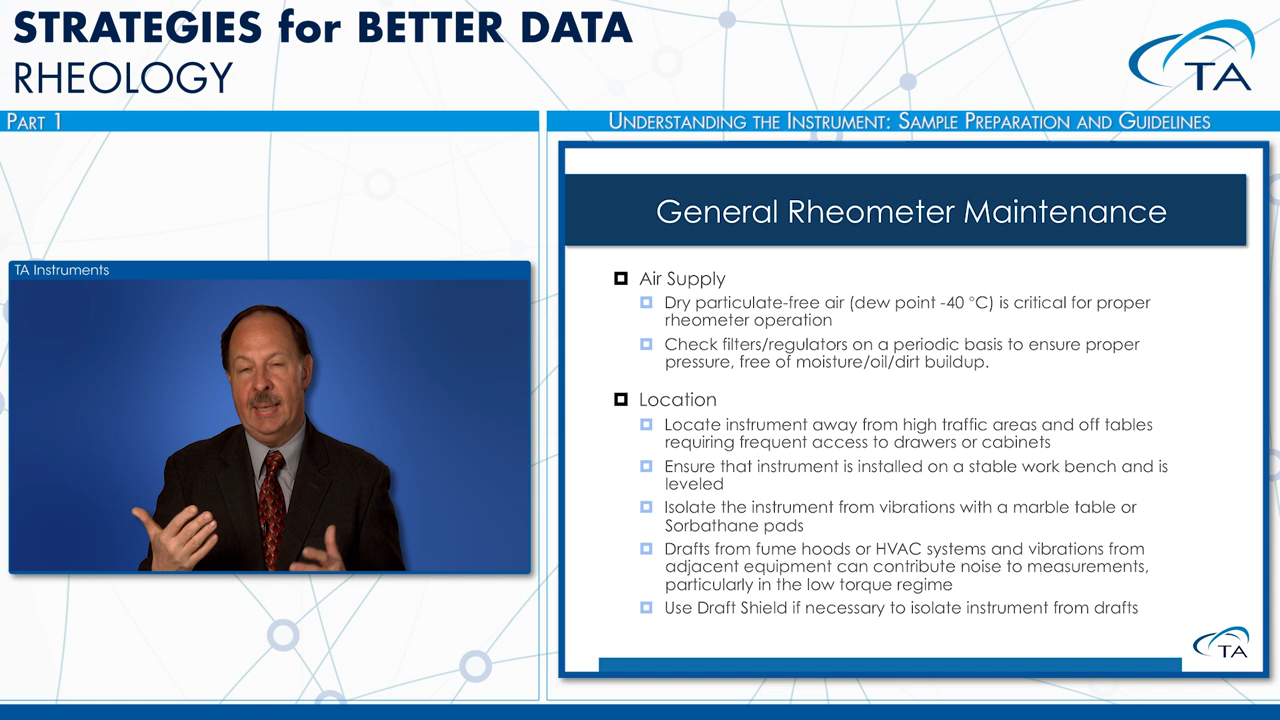 STRATEGIES for BETTER DATA
RHEOLOGY
TA
PART 1
UNDERSTANDING THE INSTRUMENT: SAMPLE PREPARATION AND GUIDELINES
TA Instruments
General Rheometer Maintenance
Air Supply
Dry particulate-free air (dew point -40 °C) is critical for proper
rheometer operation
Check filters/regulators on a periodic basis to ensure proper
pressure, free of moisture/oil/dirt buildup.
Location
Locate instrument away from high traffic areas and off tables
requiring frequent access to drawers or cabinets
Ensure that instrument is installed on a stable work bench and is
leveled
Isolate the instrument from vibrations with a marble table or
Sorbathane pads
Drafts from fume hoods or HVAC systems and vibrations from
adjacent equipment can contribute noise to measurements,
particularly in the low torque regime
Use Draft Shield if necessary to isolate instrument from drafts
TA